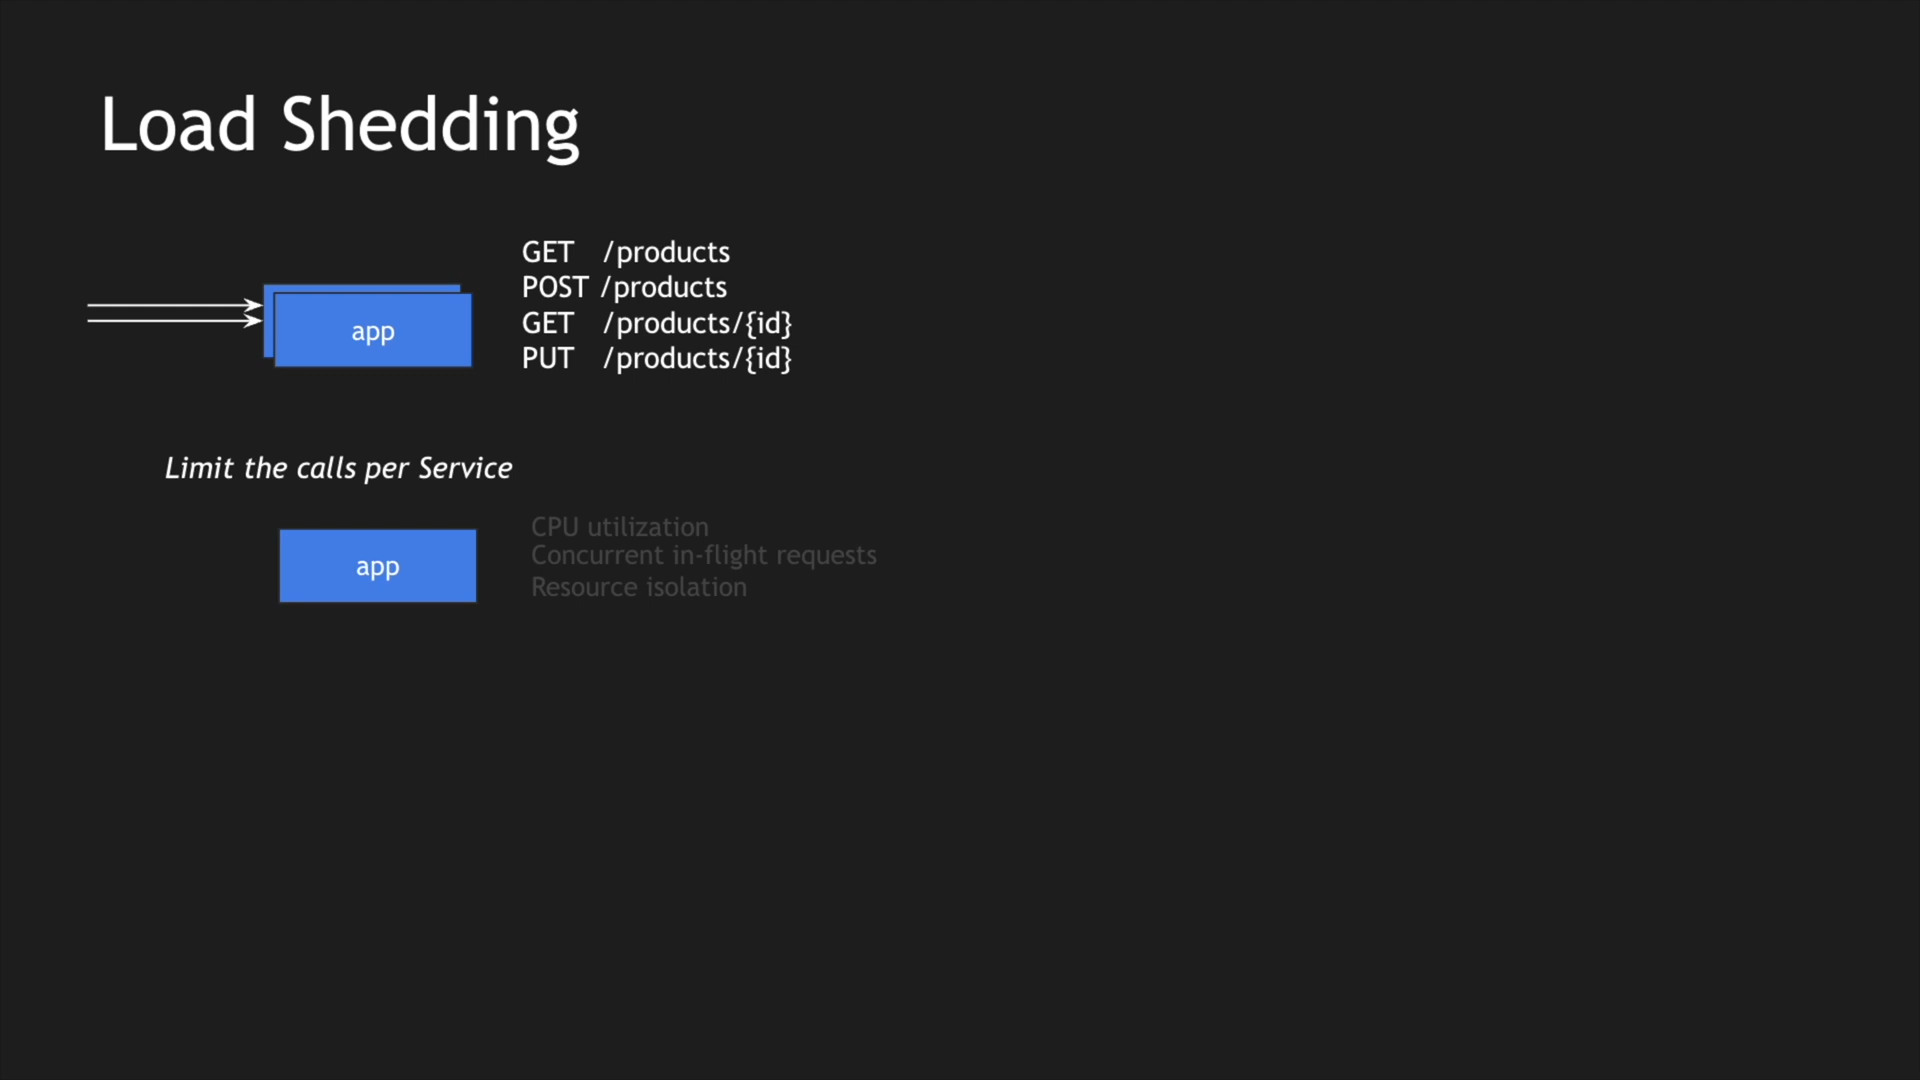 Load Shedding
GET /products
POST /products
GET /products/{id}
PUT /products/{id}
app
Limit the calls per Service
app
CPU utilization
Concurrent in-flight requests
Resource isolation